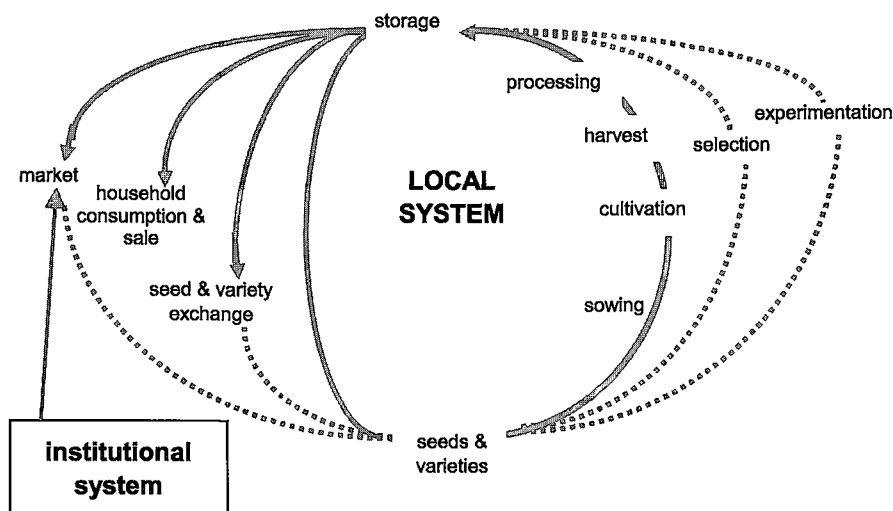 storage
processing
experimentation
harvest
selection
market
household
consumption &
sale
LOCAL
SYSTEM
cultivation
seed & variety
exchange
sowing
seeds &
varieties
institutional
system